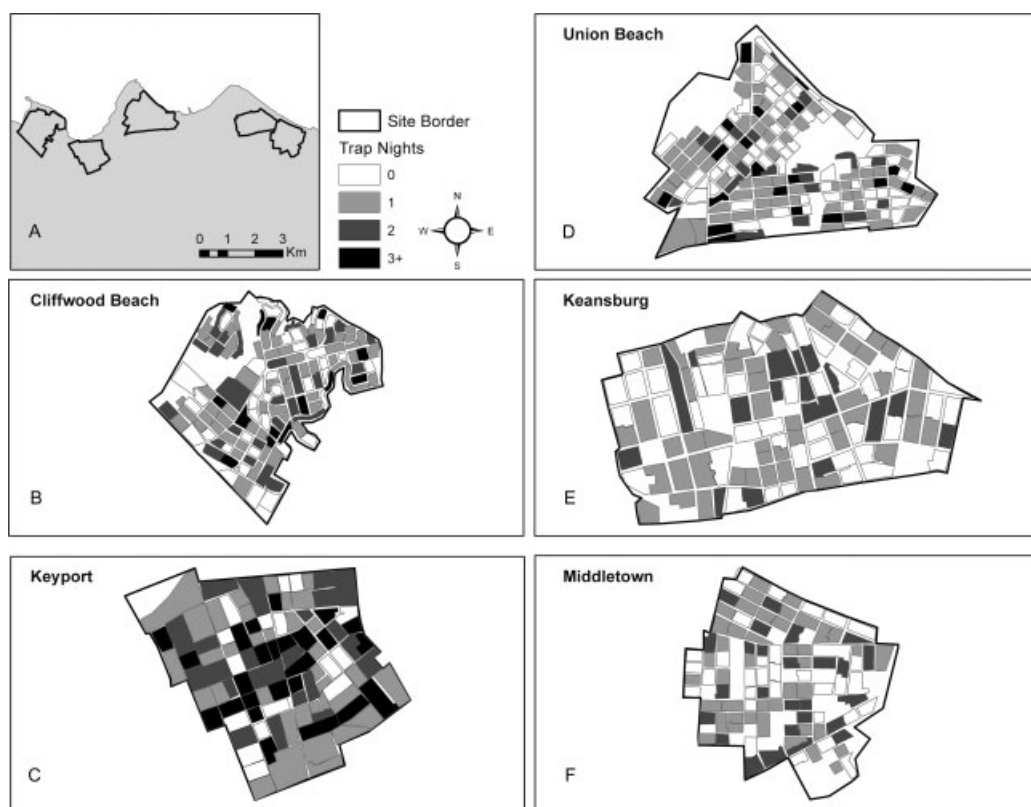 A
0 1 2 3
Km
Site Border
Trap Nights
0
1
2
3+
N
W E
S
Union Beach
D
Cliffwood Beach
B
Keansburg
E
Keyport
C
Middletown
F